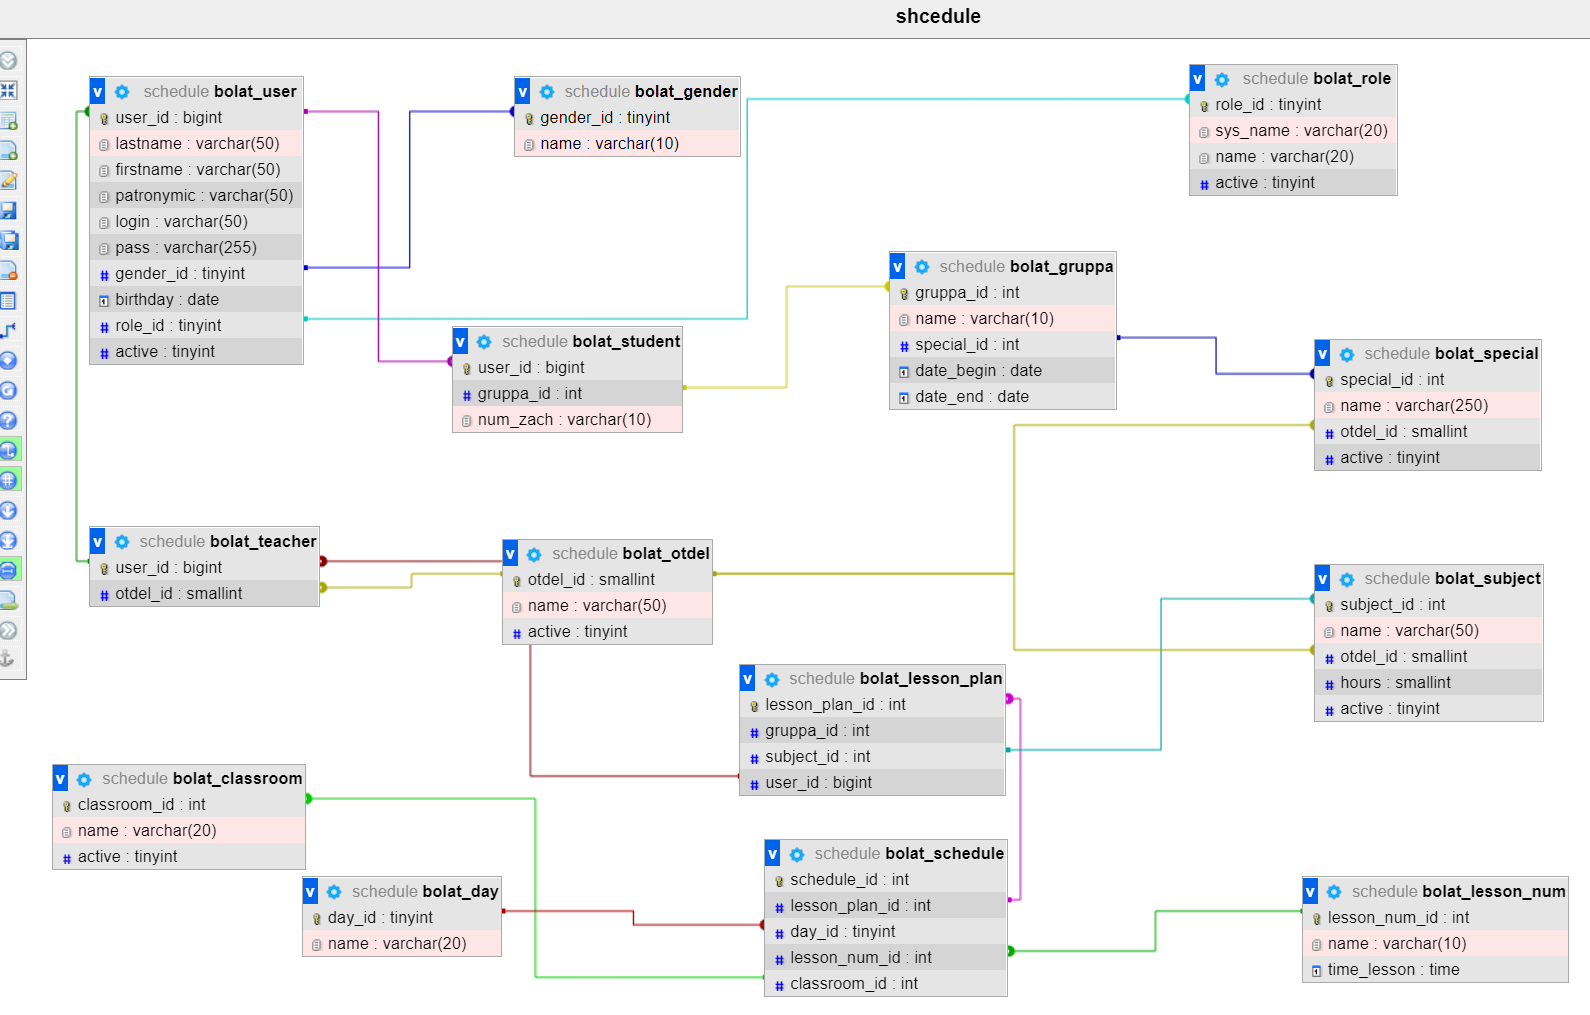 shcedule
v schedule bolat_user
user_id : bigint
lastname : varchar(50)
firstname : varchar(50)
patronymic : varchar(50)
login : varchar(50)
pass : varchar(255)
# gender_id : tinyint
birthday : date
# role_id : tinyint
# active : tinyint
v schedule bolat_gender
gender_id : tinyint
name : varchar(10)
v schedule bolat_role
role_id : tinyint
sys_name : varchar(20)
name : varchar(20)
# active : tinyint
v schedule bolat_gruppa
gruppa_id : int
name : varchar(10)
# special_id : int
date_begin : date
date_end : date
v schedule bolat_student
user_id : bigint
# gruppa_id : int
num_zach : varchar(10)
v schedule bolat_special
special_id : int
name : varchar(250)
# otdel_id : smallint
# active : tinyint
v schedule bolat_teacher
user_id : bigint
# otdel_id : smallint
v schedule bolat_otdel
otdel_id : smallint
name : varchar(50)
# active : tinyint
v schedule bolat_subject
subject_id : int
name : varchar(50)
# otdel_id : smallint
# hours : smallint
# active : tinyint
v schedule bolat_lesson_plan
lesson_plan_id : int
# gruppa_id : int
# subject_id : int
# user_id : bigint
v schedule bolat_classroom
classroom_id : int
name : varchar(20)
# active : tinyint
v schedule bolat_schedule
schedule_id : int
# lesson_plan_id : int
# day_id : tinyint
# lesson_num_id : int
# classroom_id : int
v schedule bolat_day
day_id : tinyint
name : varchar(20)
v schedule bolat_lesson_num
lesson_num_id : int
name : varchar(10)
time_lesson : time